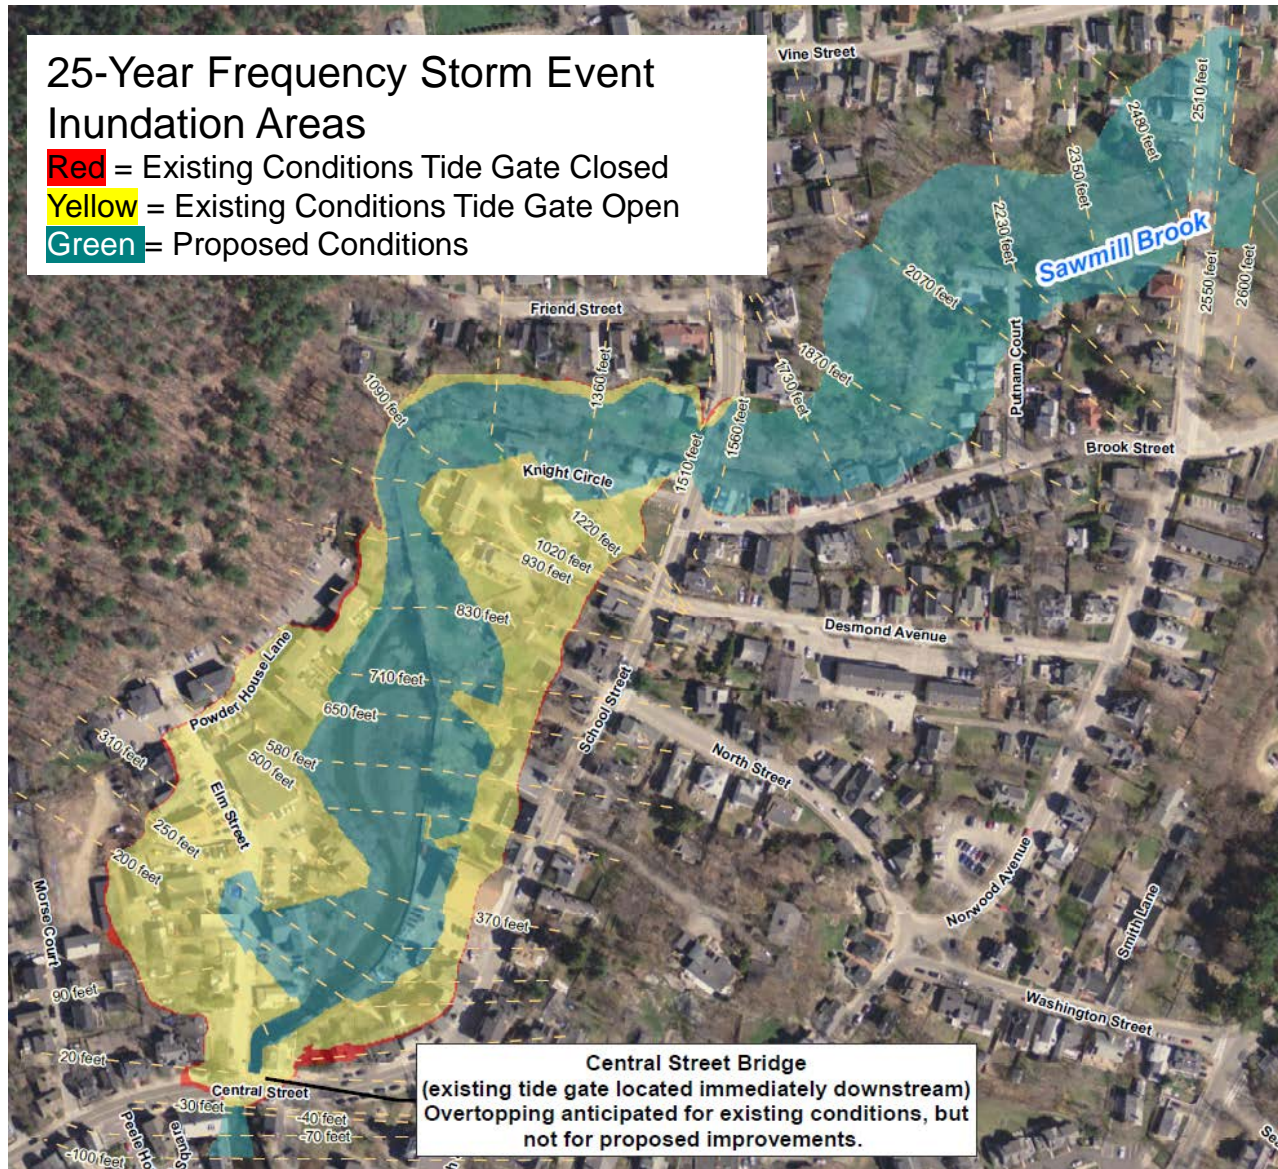 25-Year Frequency Storm Event
Inundation Areas
Red = Existing Conditions Tide Gate Closed
Yellow = Existing Conditions Tide Gate Open
Green = Proposed Conditions
Vine Street
2510 feet
2480 feet
2350 feet
2230 feet
Sawmill Brook
2550 feet
2600 feet
2070 feet
Friend Street
Putnam Court
1870 feet
1730 feet
1360 feet
1090 feet
1560 feet
1510 feet
Brook Street
Knight Circle
1220 feet
1020 feet
930 feet
830 feet
Desmond Avenue
Powder House Lane
710 feet
650 feet
School Street
580 feet
500 feet
310 feet
North Street
Elm Street
250 feet
200 feet
Morse Court
370 feet
Norwood Avenue
Smith Lane
90 feet
Washington Street
20 feet
Central Street
-30 feet
-40 feet
-70 feet
-100 feet
Peele Ho
Square
Central Street Bridge
(existing tide gate located immediately downstream)
Overtopping anticipated for existing conditions, but
not for proposed improvements.